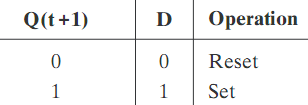 Q(t+1) D Operation
0 0 Reset
1 1 Set